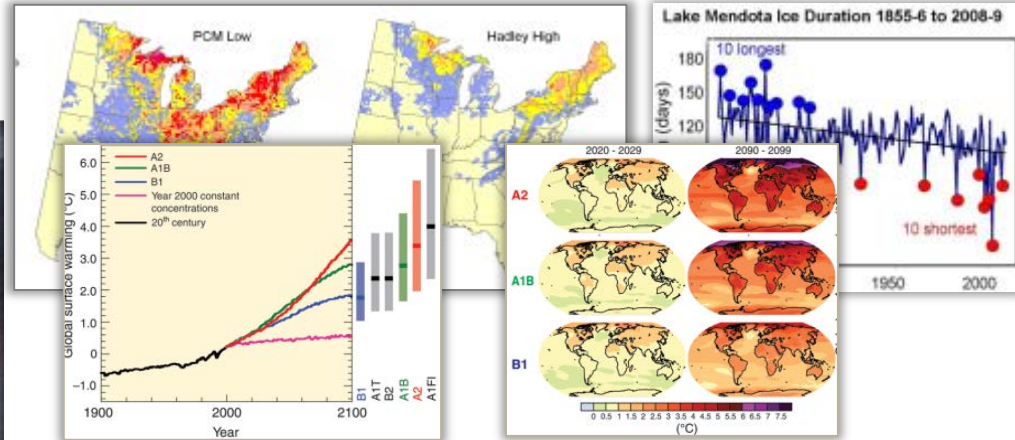 PCM Low
Hadley High
Lake Mendota Ice Duration 1855-6 to 2008-9
10 longest
180
150
120
(days)
10 shortest
1950
2000
Global surface warming (°C)
6.0
5.0
4.0
3.0
2.0
1.0
0
–1.0
A2
A1B
B1
Year 2000 constant
concentrations
20th century
1900
2000
2100
Year
B1
A1T
B2
A1B
A2
A1FI
2020 - 2029
2090 - 2099
A2
A1B
B1
0 0.5 1 1.5 2 2.5 3 3.5 4 4.5 5 5.5 6 6.5 7 7.5
(°C)